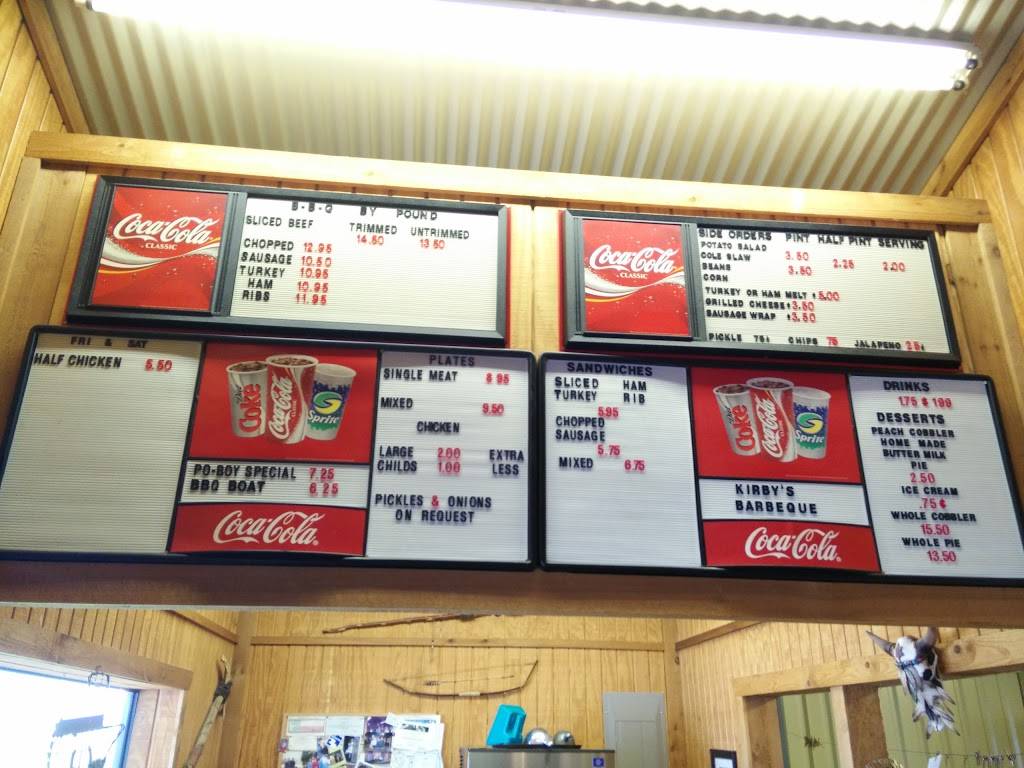 Coca-Cola
CLASSIC
B-B-Q BY POUND
SLICED BEEF TRIMMED UNTRIMMED
14.50 13.50
CHOPPED 12.95
SAUSAGE 10.50
TURKEY 10.95
HAM 10.95
RIBS 11.95
Coca-Cola
CLASSIC
SIDE ORDERS PINT HALF PINT SERVING
POTATO SALAD
COLE SLAW 3.50
BEANS 3.50 2.25 2.00
CORN
TURKEY OR HAM MELT $5.00
GRILLED CHEESE $3.50
SAUSAGE WRAP $3.50
PICKLE 75¢ CHIPS 75 JALAPENO 25¢
FRI & SAT
HALF CHICKEN 5.50
Coke
Coca-Cola
Sprite
PO-BOY SPECIAL 7.25
BBQ BOAT 6.25
Coca-Cola
PLATES
SINGLE MEAT 8 95
MIXED 9.50
CHICKEN
LARGE 2.00 EXTRA
CHILDS 1.00 LESS
PICKLES & ONIONS
ON REQUEST
SANDWICHES
SLICED HAM
TURKEY RIB
5.95
CHOPPED
SAUSAGE
5.75
MIXED 6.75
Coke
Coca-Cola
Sprite
KIRBY'S
BARBEQUE
Coca-Cola
DRINKS
1.75 & 1.99
DESSERTS
PEACH COBBLER
HOME MADE
BUTTER MILK
PIE
2.50
ICE CREAM
.75 ¢
WHOLE COBBLER
15.50
WHOLE PIE
13.50